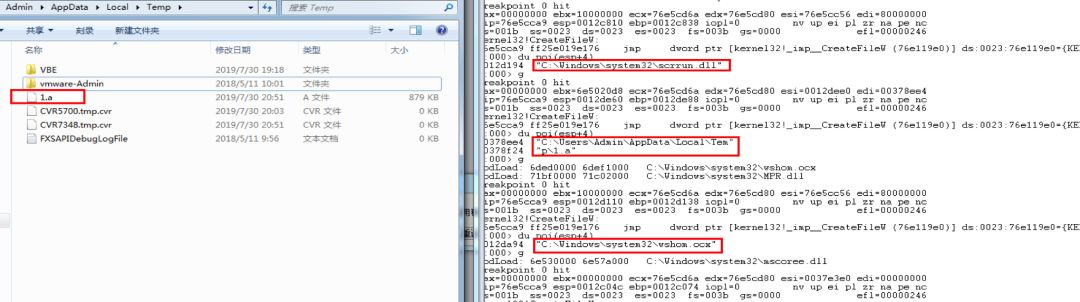 Admin ▸ AppData ▸ Local ▸ Temp ▸
搜索 Temp
共享 ▼ 刻录 新建文件夹
名称 修改日期 类型 大小
VBE 2019/7/30 19:18 文件夹
vmware-Admin 2018/5/11 10:01 文件夹
1.a 2019/7/30 20:51 A 文件 879 KB
CVR5700.tmp.cvr 2019/7/30 20:03 CVR 文件 0 KB
CVR7348.tmp.cvr 2019/7/30 20:51 CVR 文件 0 KB
FXSAPIDebugLogFile 2018/5/11 9:56 文本文档 0 KB
reakpoint 0 hit
ax=00000000 ebx=10000000 ecx=76e5cd6a edx=76e5cd80 esi=76e5cc56 edi=80000000
ip=76e5cca9 esp=0012c810 ebp=0012c838 iopl=0 nv up ei pl zr na pe nc
s=001b ss=0023 ds=0023 es=0023 fs=003b gs=0000 efl=00000246
ernel32!CreateFileW:
6e5cca9 ff25e019e176 jmp dword ptr [kernel32!_imp__CreateFileW (76e119e0)] ds:0023:76e119e0={KE
:000> du poi(esp+4)
012d194 "C:\Windows\system32\scrrun.dll"
:000> g
reakpoint 0 hit
ax=00000000 ebx=6e5020d8 ecx=76e5cd6a edx=76e5cd80 esi=0012dee0 edi=00378ee4
ip=76e5cca9 esp=0012de60 ebp=0012de88 iopl=0 nv up ei pl zr na pe nc
s=001b ss=0023 ds=0023 es=0023 fs=003b gs=0000 efl=00000246
ernel32!CreateFileW:
6e5cca9 ff25e019e176 jmp dword ptr [kernel32!_imp__CreateFileW (76e119e0)] ds:0023:76e119e0={KE
:000> du poi(esp+4)
0378ee4 "C:\Users\Admin\AppData\Local\Tem"
0378f24 "p\1.a"
:000> g
odLoad: 6ded0000 6def1000 C:\Windows\system32\wshom.ocx
odLoad: 71bf0000 71c02000 C:\Windows\system32\MPR.dll
reakpoint 0 hit
ax=00000000 ebx=10000000 ecx=76e5cd6a edx=76e5cd80 esi=76e5cc56 edi=80000000
ip=76e5cca9 esp=0012d110 ebp=0012d138 iopl=0 nv up ei pl zr na pe nc
s=001b ss=0023 ds=0023 es=0023 fs=003b gs=0000 efl=00000246
ernel32!CreateFileW:
6e5cca9 ff25e019e176 jmp dword ptr [kernel32!_imp__CreateFileW (76e119e0)] ds:0023:76e119e0={KE
:000> du poi(esp+4)
012da94 "C:\Windows\system32\wshom.ocx"
:000> g
odLoad: 6e530000 6e57a000 C:\Windows\system32\mscoree.dll
reakpoint 0 hit
ax=00000000 ebx=00000000 ecx=76e5cd6a edx=76e5cd80 esi=0037e3e0 edi=00000000
ip=76e5cca9 esp=0012c04c ebp=0012c074 iopl=0 nv up ei pl zr na pe nc
s=001b ss=0023 ds=0023 es=0023 fs=003b gs=0000 efl=00000246